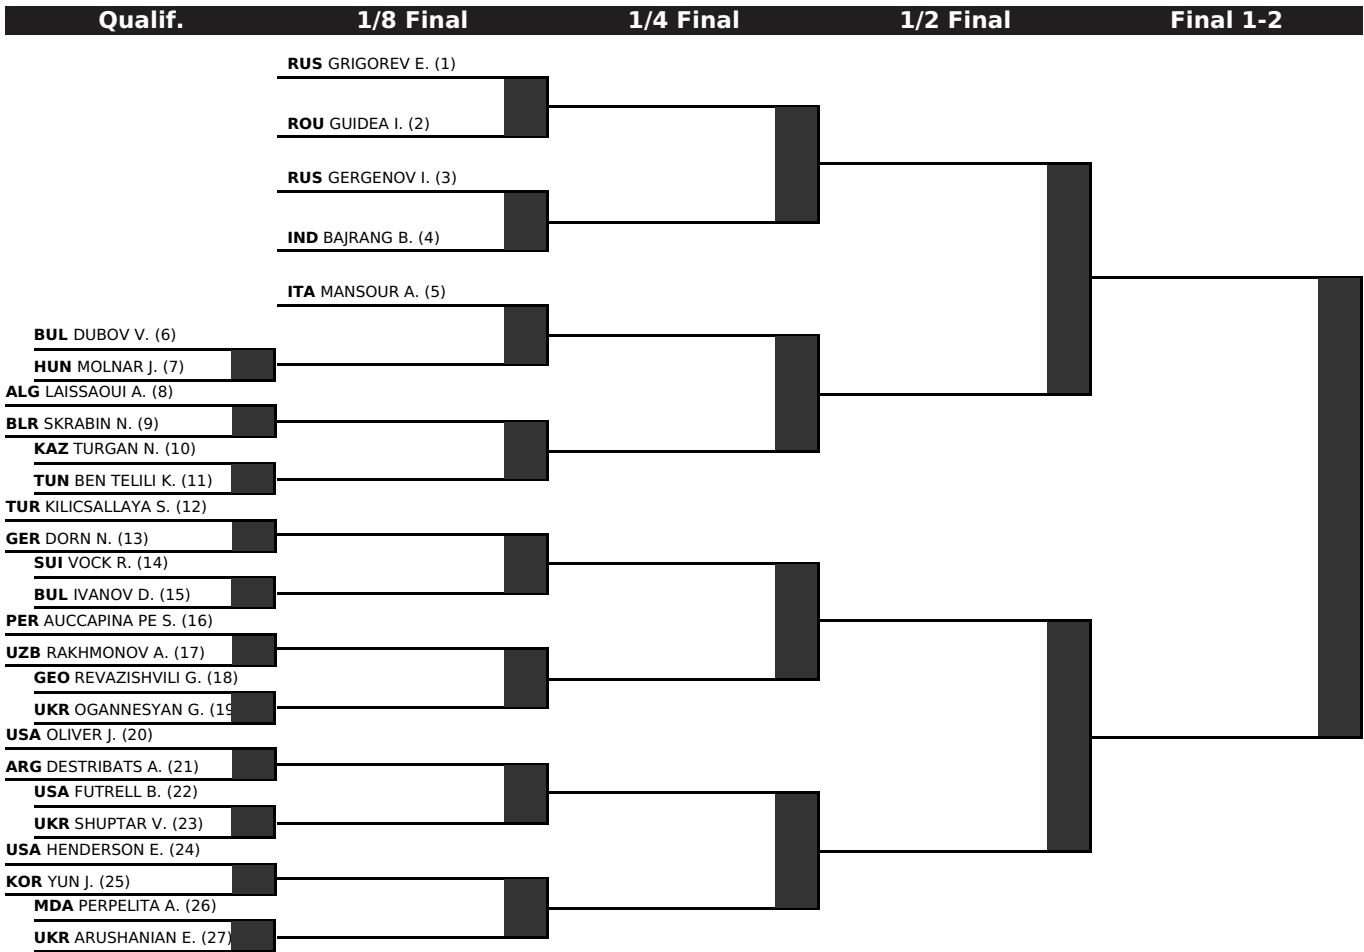 Qualif. 1/8 Final 1/4 Final 1/2 Final Final 1-2
RUS GRIGOREV E. (1)
ROU GUIDEA I. (2)
RUS GERGENOV I. (3)
IND BAJRANG B. (4)
ITA MANSOUR A. (5)
BUL DUBOV V. (6)
HUN MOLNAR J. (7)
ALG LAISSAOUI A. (8)
BLR SKRABIN N. (9)
KAZ TURGAN N. (10)
TUN BEN TELILI K. (11)
TUR KILICSALLAYA S. (12)
GER DORN N. (13)
SUI VOCK R. (14)
BUL IVANOV D. (15)
PER AUCCAPINA PE S. (16)
UZB RAKHMONOV A. (17)
GEO REVAZISHVILI G. (18)
UKR OGANNESYAN G. (19
USA OLIVER J. (20)
ARG DESTRIBATS A. (21)
USA FUTRELL B. (22)
UKR SHUPTAR V. (23)
USA HENDERSON E. (24)
KOR YUN J. (25)
MDA PERPELITA A. (26)
UKR ARUSHANIAN E. (27)